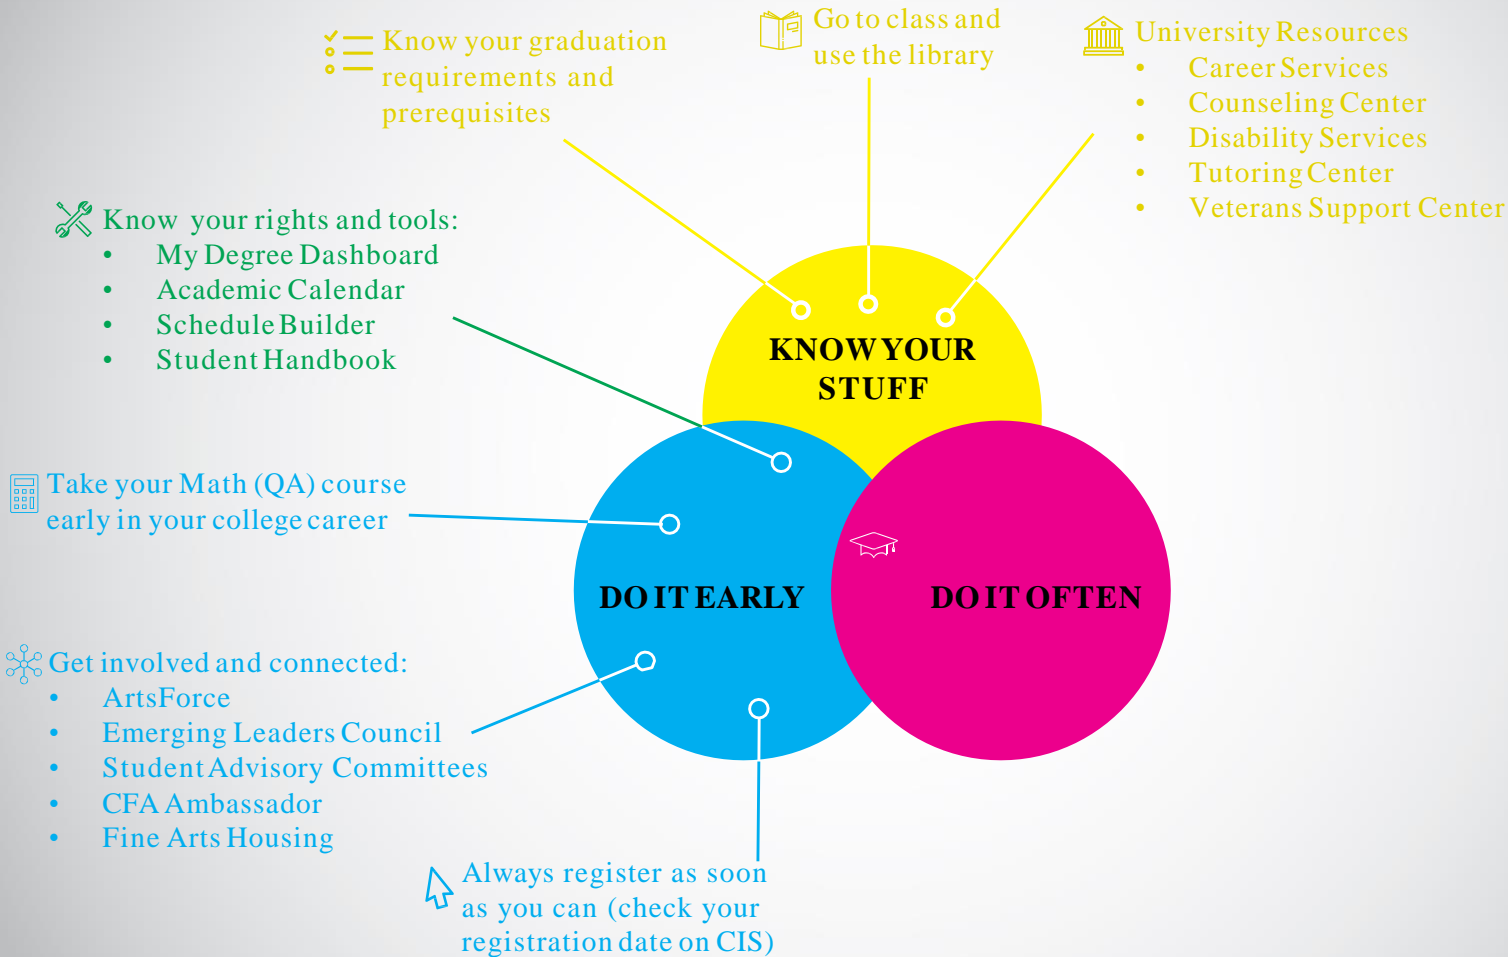 Know your graduation
requirements and
prerequisites
Go to class and
use the library
University Resources
• Career Services
• Counseling Center
• Disability Services
• Tutoring Center
• Veterans Support Center
Know your rights and tools:
• My Degree Dashboard
• Academic Calendar
• Schedule Builder
• Student Handbook
KNOW YOUR
STUFF
Take your Math (QA) course
early in your college career
DO IT EARLY
DO IT OFTEN
Get involved and connected:
• ArtsForce
• Emerging Leaders Council
• Student Advisory Committees
• CFA Ambassador
• Fine Arts Housing
Always register as soon
as you can (check your
registration date on CIS)